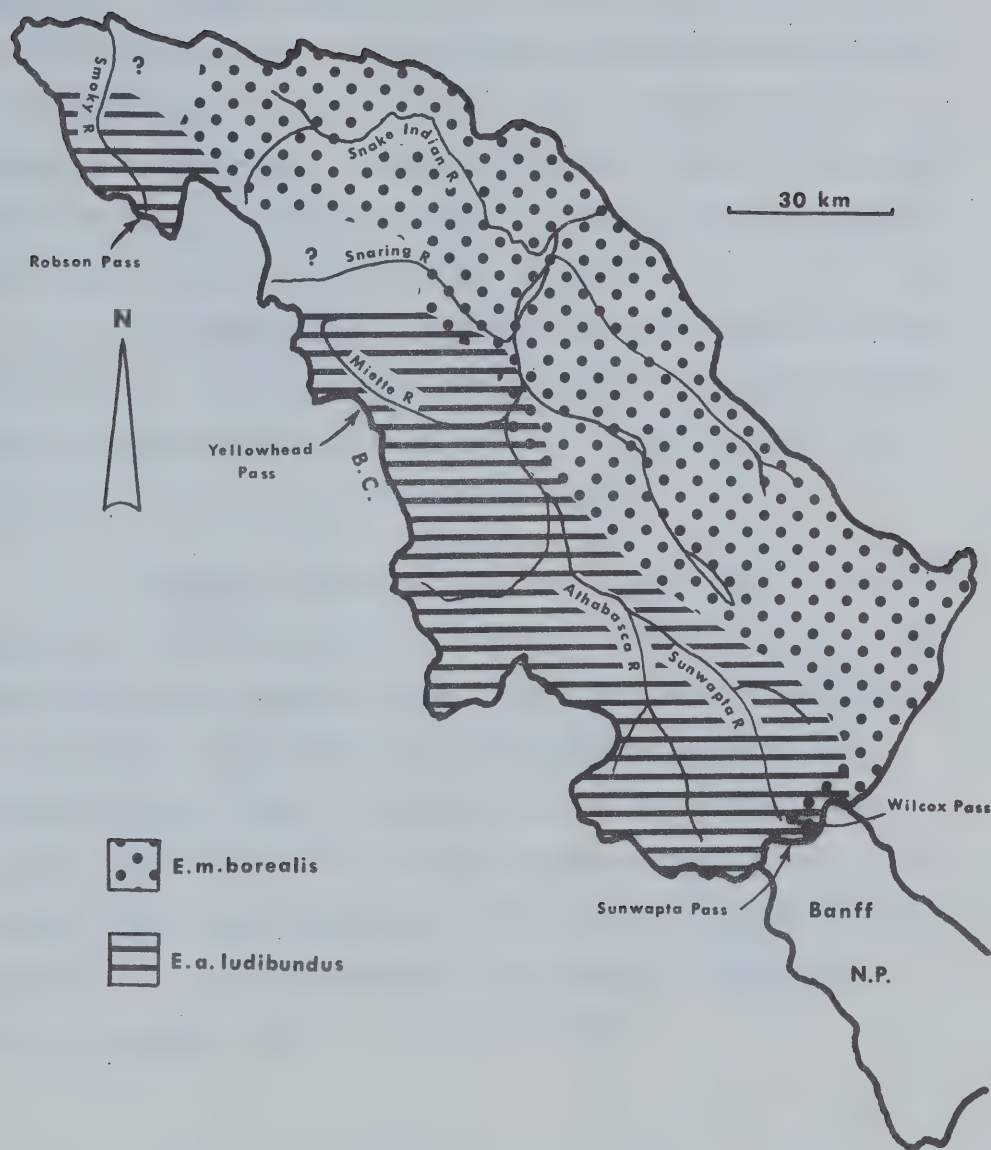 ?
Smoky R
Snake Indian R
30 km
Robson Pass
?
Snaring R
N
Miette R
Yellowhead
Pass
B.C.
Athabasca R
Sunwapta R
Wilcox Pass
E.m.borealis
Sunwapta Pass
Banff
E.a.ludibundus
N.P.